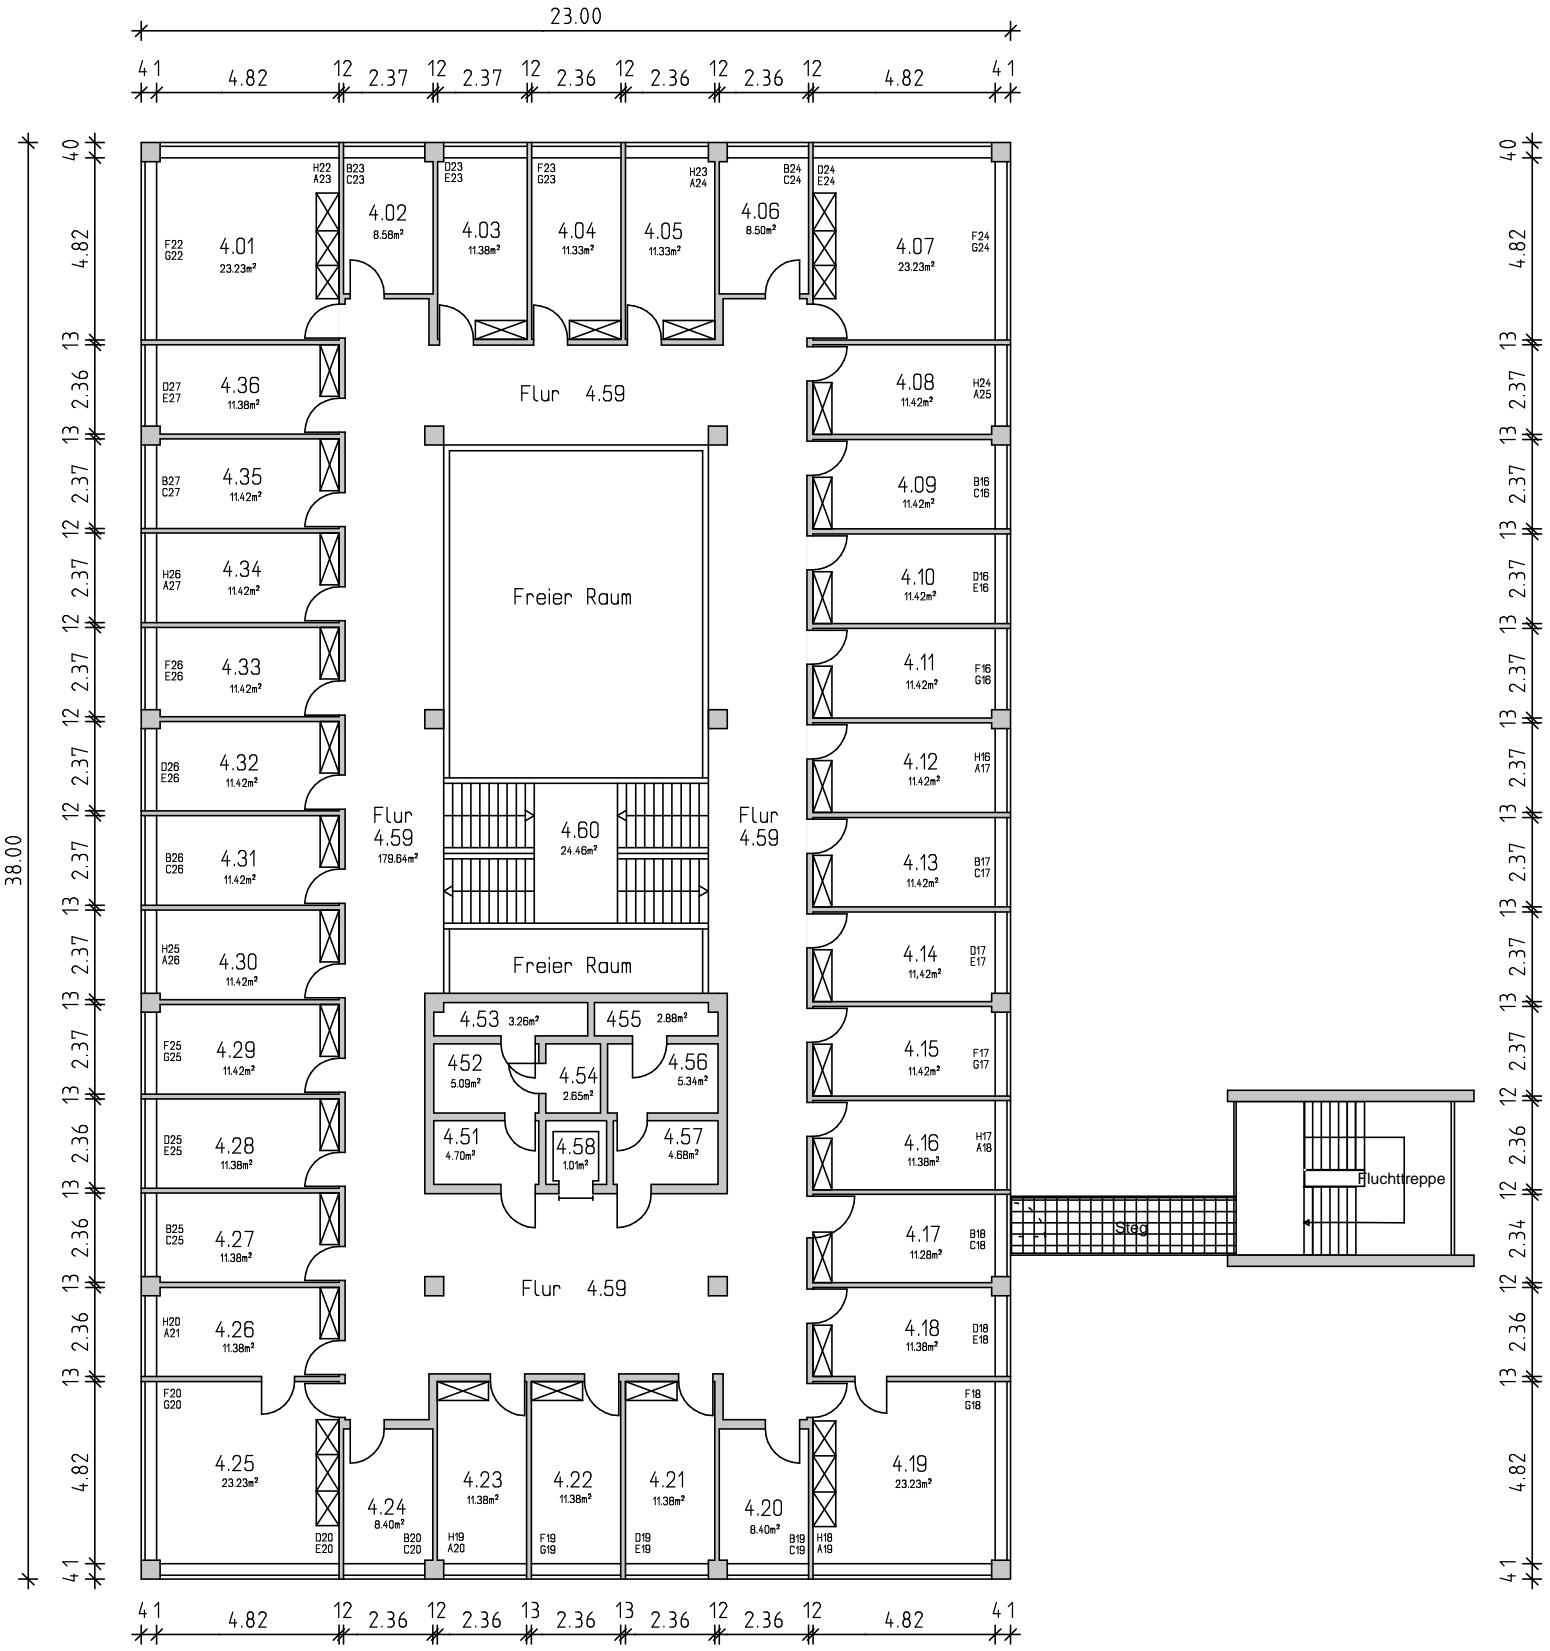 23.00
41 4.82 12 2.37 12 2.37 12 2.36 12 2.36 12 2.36 12 4.82 41
40 4.82 13 2.36 13 2.37 12 2.37 12 2.37 12 2.37 12 2.37 13 2.37 13 2.37 13 2.36 13 2.36 13 2.36 13 4.82 41
38.00
H22
A23
F22
G22
4.01
23.23m²
B23
C23
4.02
8.58m²
D23
E23
4.03
11.38m²
F23
G23
4.04
11.33m²
H23
A24
4.05
11.33m²
B24
C24
4.06
8.50m²
D24
E24
4.07
23.23m²
F24
G24
D27
E27
4.36
11.38m²
Flur 4.59
4.08
11.42m²
H24
A25
B27
C27
4.35
11.42m²
4.09
11.42m²
B16
C16
H26
A27
4.34
11.42m²
Freier Raum
4.10
11.42m²
D16
E16
F26
E26
4.33
11.42m²
4.11
11.42m²
F16
G16
D26
E26
4.32
11.42m²
4.12
11.42m²
H16
A17
Flur
4.59
179.64m²
4.60
24.46m²
Flur
4.59
B26
C26
4.31
11.42m²
4.13
11.42m²
B17
C17
H25
A26
4.30
11.42m²
Freier Raum
4.14
11,42m²
D17
E17
4.53 3.26m²
455 2.88m²
F25
G25
4.29
11.42m²
452
5.09m²
4.54
2.65m²
4.56
5.34m²
4.15
11.42m²
F17
G17
D25
E25
4.28
11.38m²
4.51
4.70m²
4.58
1.01m²
4.57
4.68m²
4.16
11.38m²
H17
A18
Fluchttreppe
B25
C25
4.27
11.38m²
4.17
11.28m²
B18
C18
Steg
H20
A21
4.26
11.38m²
Flur 4.59
4.18
11.38m²
D18
E18
F20
G20
4.25
23.23m²
D20
E20
4.24
8.40m²
B20
C20
4.23
11.38m²
H19
A20
4.22
11.38m²
F19
G19
4.21
11.38m²
D19
E19
4.20
8.40m²
B19
C19
4.19
23.23m²
F18
G18
H18
A19
40 4.82 13 2.37 13 2.37 13 2.37 13 2.37 13 2.37 13 2.37 13 2.37 13 2.37 12 2.36 12 2.34 12 2.36 13 4.82 41
41 4.82 12 2.36 12 2.36 13 2.36 13 2.36 12 2.36 12 4.82 41